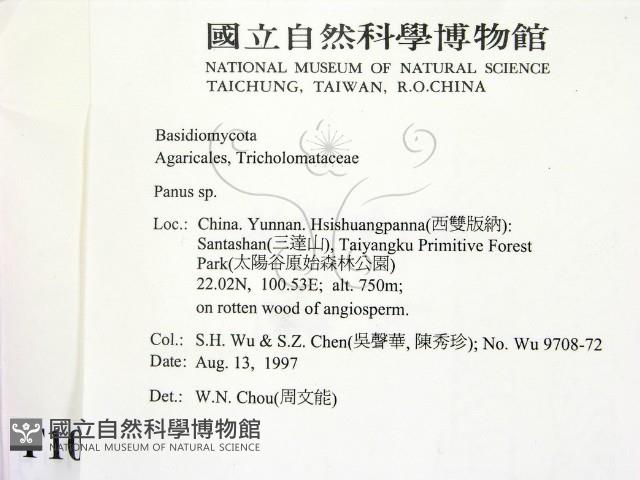 國立自然科學博物館
NATIONAL MUSEUM OF NATURAL SCIENCE
TAICHUNG, TAIWAN, R.O.CHINA
Basidiomycota
Agaricales, Tricholomataceae
Panus sp.
Loc.: China. Yunnan. Hsishuangpanna(西雙版納):
Santashan(三達山), Taiyangku Primitive Forest
Park(太陽谷原始森林公園)
22.02N, 100.53E; alt. 750m;
on rotten wood of angiosperm.
Col.: S.H. Wu & S.Z. Chen(吳聲華, 陳秀珍); No. Wu 9708-72
Date: Aug. 13, 1997
Det.: W.N. Chou(周文能)
國立自然科學博物館
NATIONAL MUSEUM OF NATURAL SCIENCE